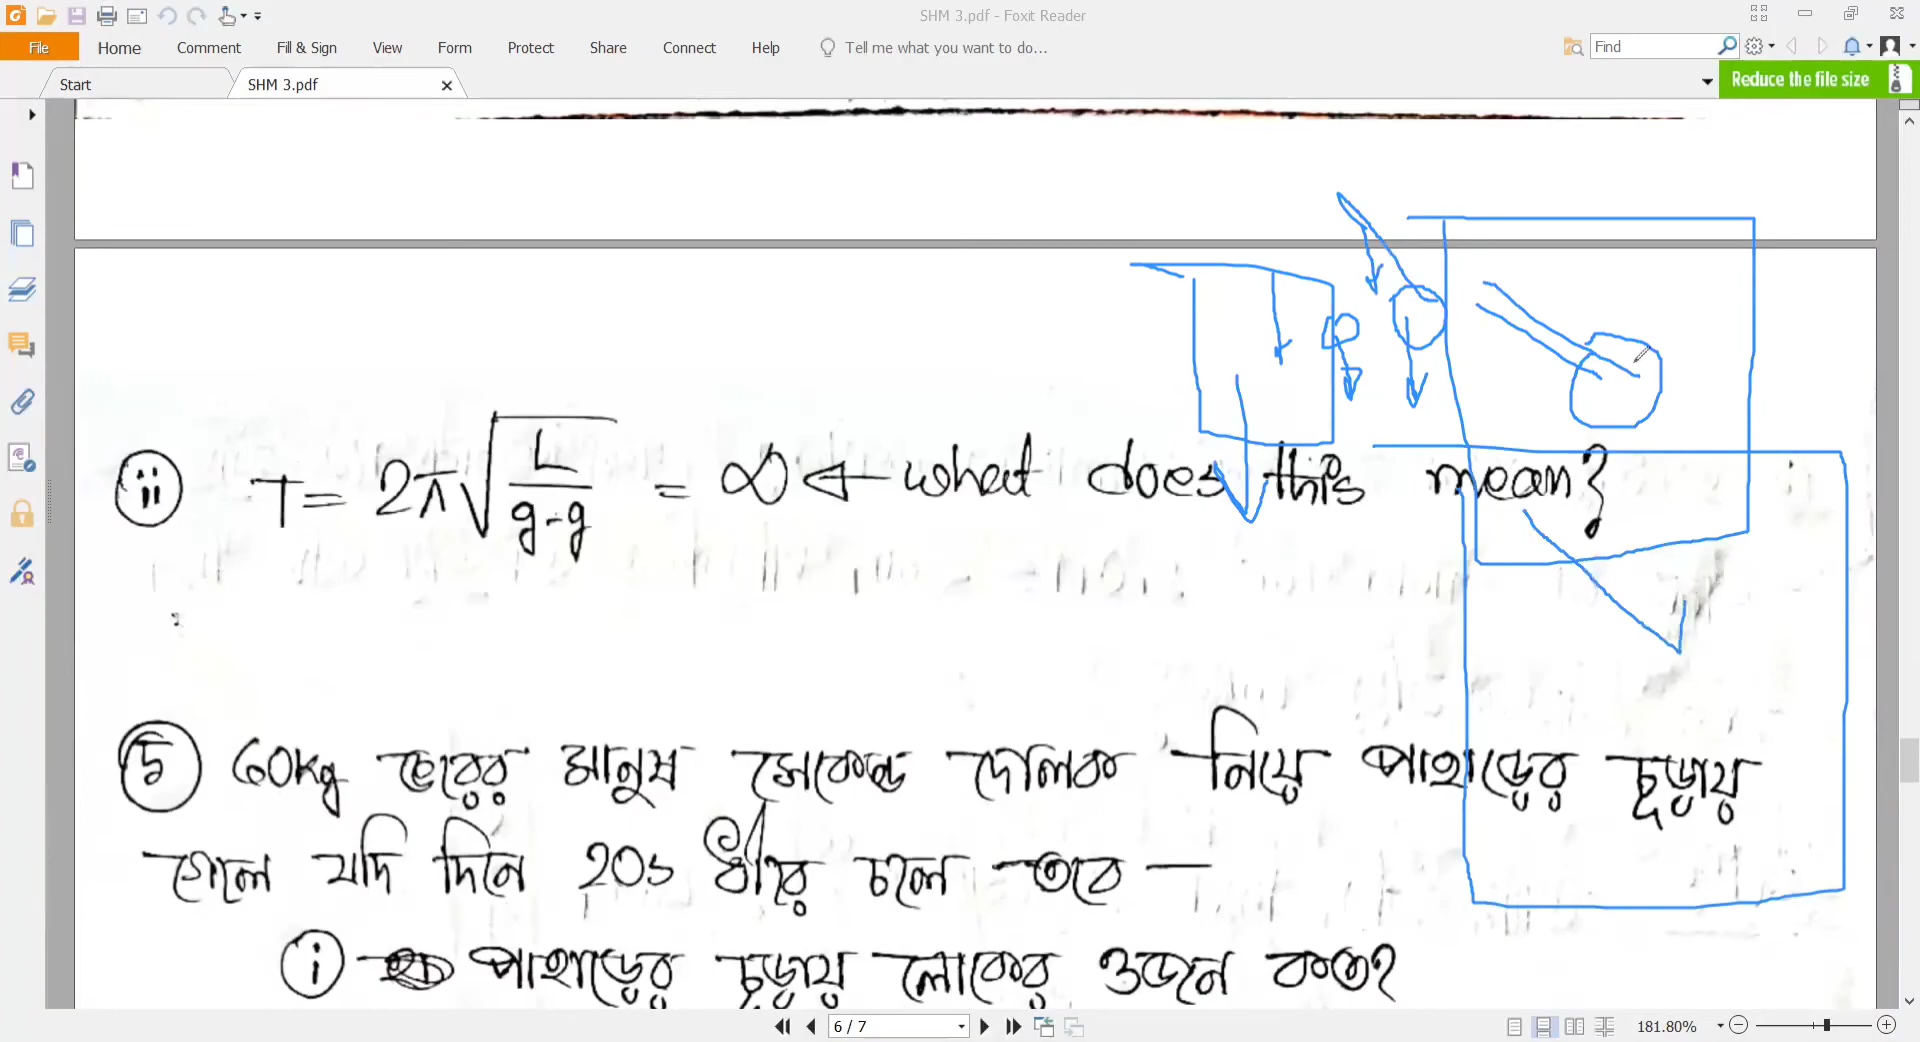 SHM 3.pdf - Foxit Reader
File Home Comment Fill & Sign View Form Protect Share Connect Help Tell me what you want to do... Find
Start SHM 3.pdf Reduce the file size
ii T = 2π√(L/(g-g)) = ∞ ← what does this mean?
৮ 60kg ভরের মানুষ সেকেন্ড দোলক নিয়ে পাহাড়ের চূড়ায়
গেলে যদি দিনে 20s ধীরে চলে তবে —
i পাহাড়ের চূড়ায় লোকের ওজন কত?
6 / 7 181.80%